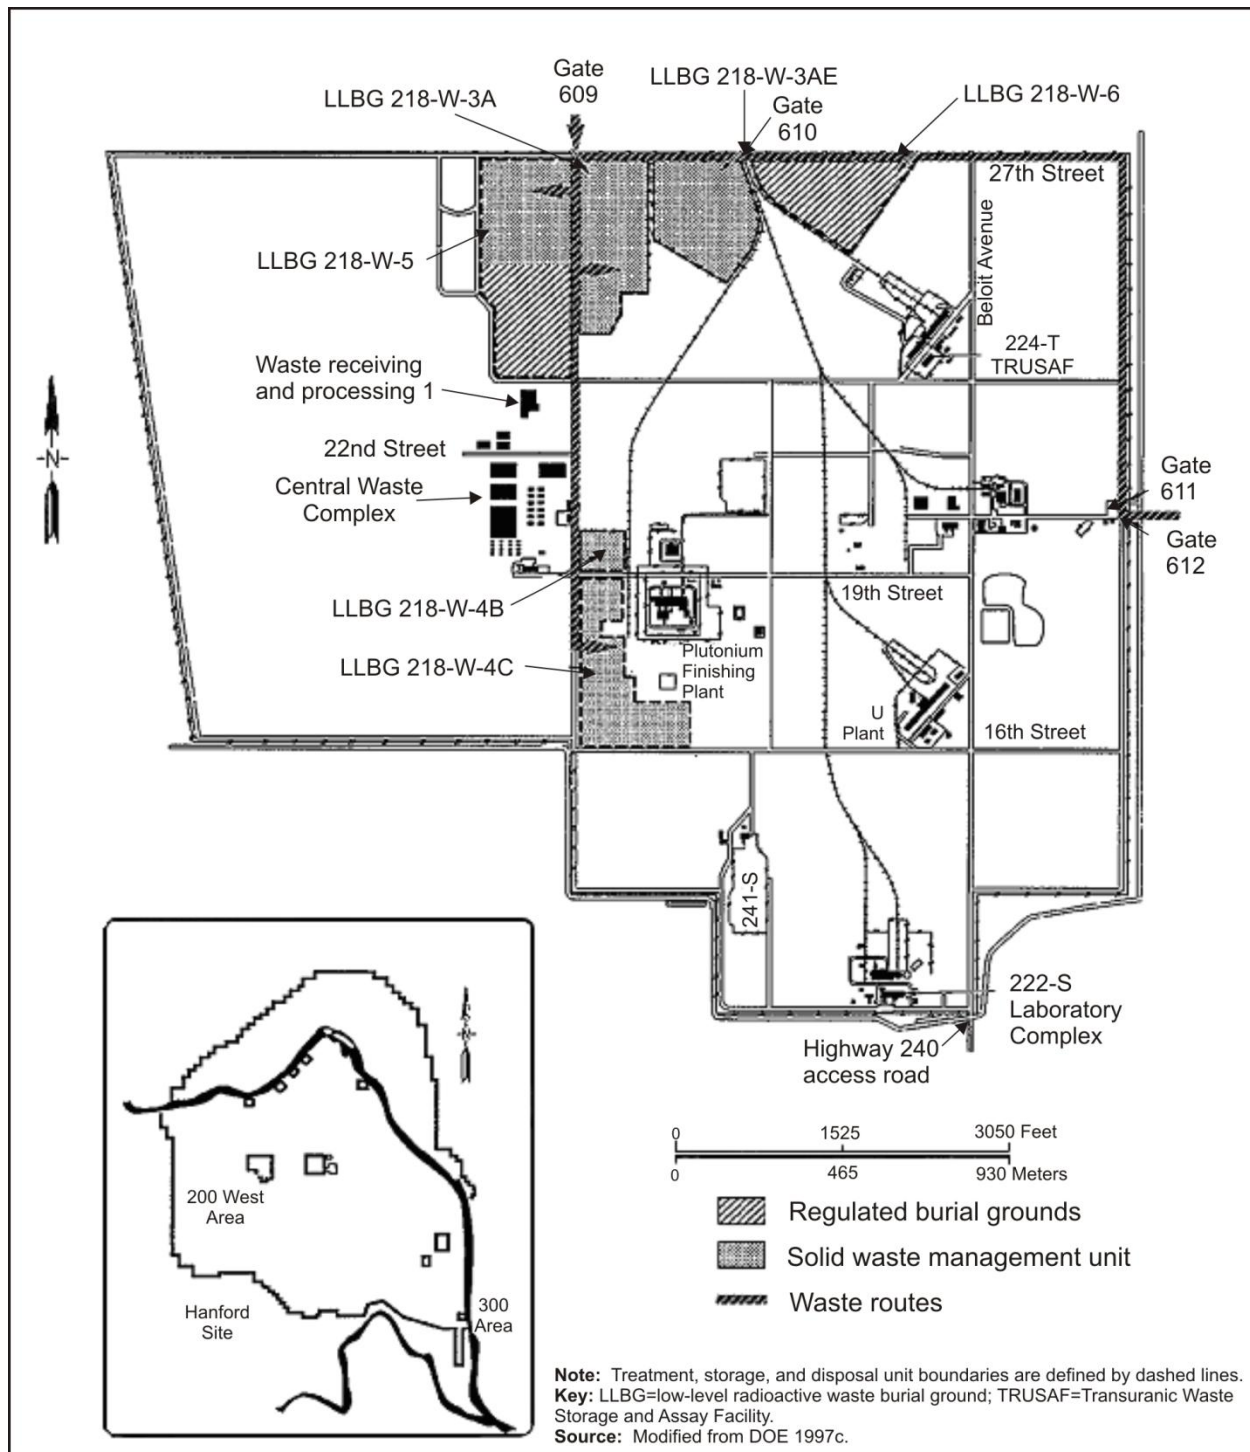 Gate
609
LLBG 218-W-3AE
LLBG 218-W-3A
Gate
610
LLBG 218-W-6
27th Street
Beloit Avenue
LLBG 218-W-5
224-T
TRUSAF
Waste receiving
and processing 1
22nd Street
-N-
Central Waste
Complex
Gate
611
Gate
612
LLBG 218-W-4B
19th Street
LLBG 218-W-4C
Plutonium
Finishing
Plant
U
Plant
16th Street
241-S
222-S
Laboratory
Complex
Highway 240
access road
N
200 West
Area
Hanford
Site
300
Area
0 1525 3050 Feet
0 465 930 Meters
Regulated burial grounds
Solid waste management unit
Waste routes
Note: Treatment, storage, and disposal unit boundaries are defined by dashed lines.
Key: LLBG=low-level radioactive waste burial ground; TRUSAF=Transuranic Waste
Storage and Assay Facility.
Source: Modified from DOE 1997c.